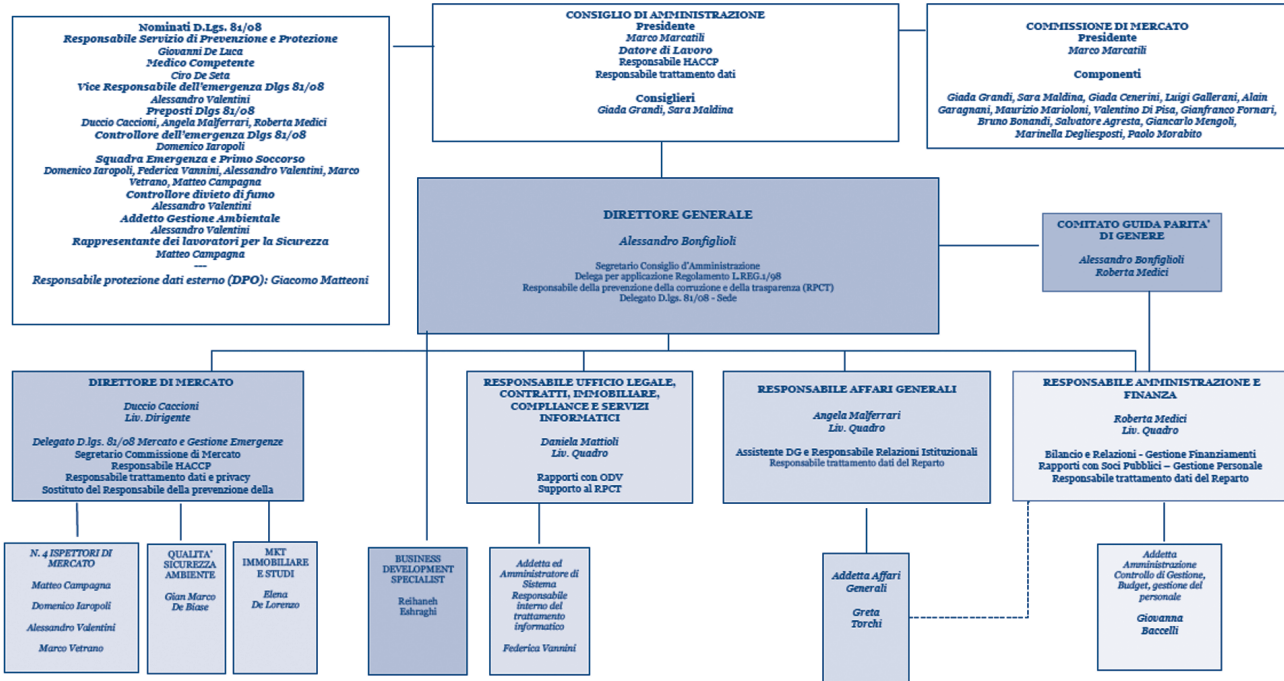 Nominati D.Lgs. 81/08
Responsabile Servizio di Prevenzione e Protezione
Giovanni De Luca
Medico Competente
Ciro De Seta
Vice Responsabile dell'emergenza Dlgs 81/08
Alessandro Valentini
Preposti Dlgs 81/08
Duccio Caccioni, Angela Malferrari, Roberta Medici
Controllore dell'emergenza Dlgs 81/08
Domenico Iaropoli
Squadra Emergenza e Primo Soccorso
Domenico Iaropoli, Federica Vannini, Alessandro Valentini, Marco
Vetrano, Matteo Campagna
Controllore divieto di fumo
Alessandro Valentini
Addetto Gestione Ambientale
Alessandro Valentini
Rappresentante dei lavoratori per la Sicurezza
Matteo Campagna
---
Responsabile protezione dati esterno (DPO): Giacomo Matteoni
CONSIGLIO DI AMMINISTRAZIONE
Presidente
Marco Marcatili
Datore di Lavoro
Responsabile HACCP
Responsabile trattamento dati
Consiglieri
Giada Grandi, Sara Maldina
COMMISSIONE DI MERCATO
Presidente
Marco Marcatili
Componenti
Giada Grandi, Sara Maldina, Giada Cenerini, Luigi Gallerani, Alain
Garagnani, Maurizio Marioloni, Valentino Di Pisa, Gianfranco Fornari,
Bruno Bonandi, Salvatore Agresta, Giancarlo Mengoli,
Marinella Degliesposti, Paolo Morabito
DIRETTORE GENERALE
Alessandro Bonfiglioli
Segretario Consiglio d'Amministrazione
Delega per applicazione Regolamento L.REG.1/98
Responsabile della prevenzione della corruzione e della trasparenza (RPCT)
Delegato D.lgs. 81/08 - Sede
COMITATO GUIDA PARITA'
DI GENERE
Alessandro Bonfiglioli
Roberta Medici
DIRETTORE DI MERCATO
Duccio Caccioni
Liv. Dirigente
Delegato D.lgs. 81/08 Mercato e Gestione Emergenze
Segretario Commissione di Mercato
Responsabile HACCP
Responsabile trattamento dati e privacy
Sostituto del Responsabile della prevenzione della
RESPONSABILE UFFICIO LEGALE,
CONTRATTI, IMMOBILIARE,
COMPLIANCE E SERVIZI
INFORMATICI
Daniela Mattioli
Liv. Quadro
Rapporti con ODV
Supporto al RPCT
RESPONSABILE AFFARI GENERALI
Angela Malferrari
Liv. Quadro
Assistente DG e Responsabile Relazioni Istituzionali
Responsabile trattamento dati del Reparto
RESPONSABILE AMMINISTRAZIONE E
FINANZA
Roberta Medici
Liv. Quadro
Bilancio e Relazioni - Gestione Finanziamenti
Rapporti con Soci Pubblici – Gestione Personale
Responsabile trattamento dati del Reparto
N. 4 ISPETTORI DI
MERCATO
Matteo Campagna
Domenico Iaropoli
Alessandro Valentini
Marco Vetrano
QUALITA'
SICUREZZA
AMBIENTE
Gian Marco
De Biase
MKT
IMMOBILIARE
E STUDI
Elena
De Lorenzo
BUSINESS
DEVELOPMENT
SPECIALIST
Reihaneh
Eshraghi
Addetta ed
Amministratore di
Sistema
Responsabile
interno del
trattamento
informatico
Federica Vannini
Addetta Affari
Generali
Greta
Torchi
Addetta
Amministrazione
Controllo di Gestione,
Budget, gestione del
personale
Giovanna
Baccelli